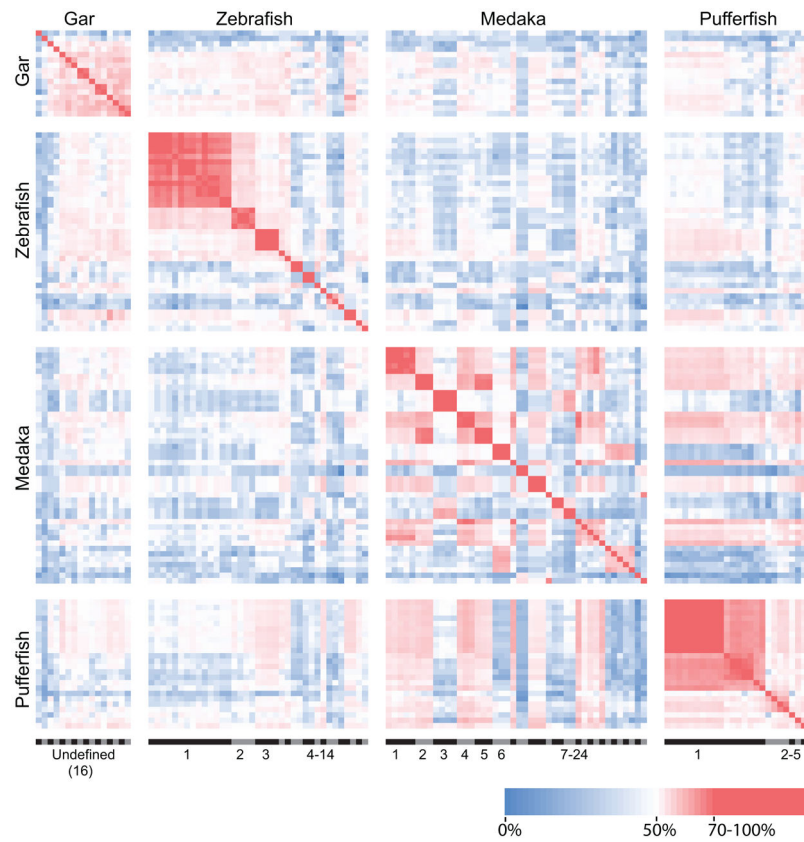 Gar Zebrafish Medaka Pufferfish
Gar
Zebrafish
Medaka
Pufferfish
Undefined 1 2 3 4-14 1 2 3 4 5 6 7-24 1 2-5
(16)
0% 50% 70-100%